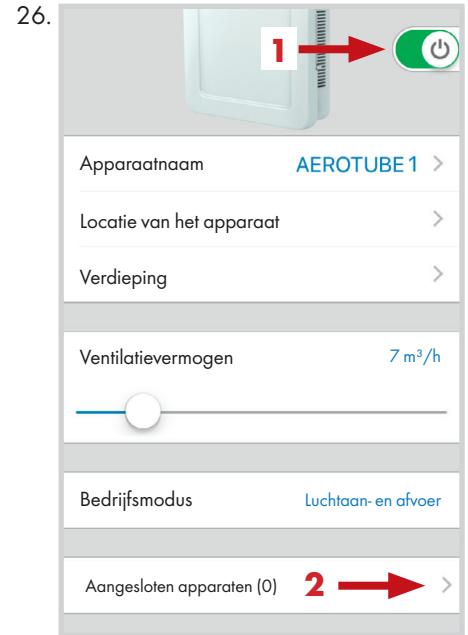 26.
1
Apparaatnaam AEROTUBE 1 >
Locatie van het apparaat >
Verdieping >
Ventilatievermogen 7 m³/h
Bedrijfsmodus Luchtaan- en afvoer
Aangesloten apparaten (0) 2 >